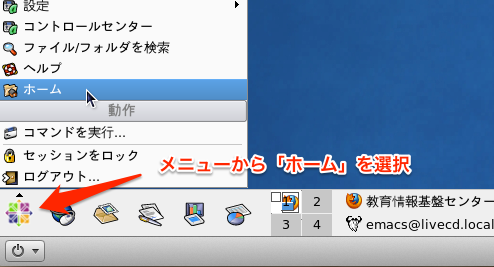 設定
コントロールセンター
ファイル/フォルダを検索
ヘルプ
ホーム
動作
コマンドを実行...
セッションをロック
ログアウト...
メニューから「ホーム」を選択
1 2
3 4
教育情報基盤センター
emacs@livecd.local